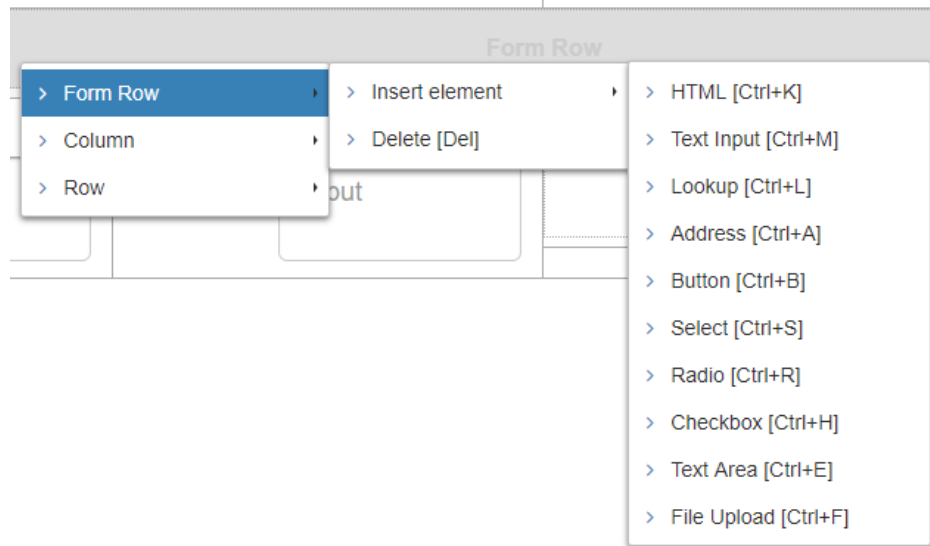 Form Row
Form Row
Column
Row
Insert element
Delete [Del]
HTML [Ctrl+K]
Text Input [Ctrl+M]
Lookup [Ctrl+L]
Address [Ctrl+A]
Button [Ctrl+B]
Select [Ctrl+S]
Radio [Ctrl+R]
Checkbox [Ctrl+H]
Text Area [Ctrl+E]
File Upload [Ctrl+F]